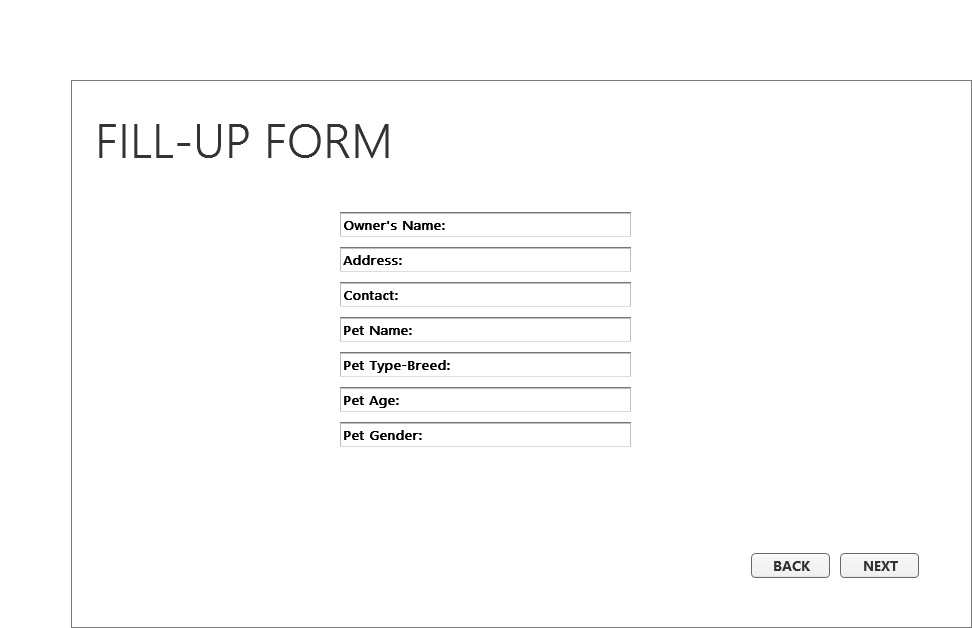 FILL-UP FORM
Owner's Name:
Address:
Contact:
Pet Name:
Pet Type-Breed:
Pet Age:
Pet Gender:
BACK NEXT